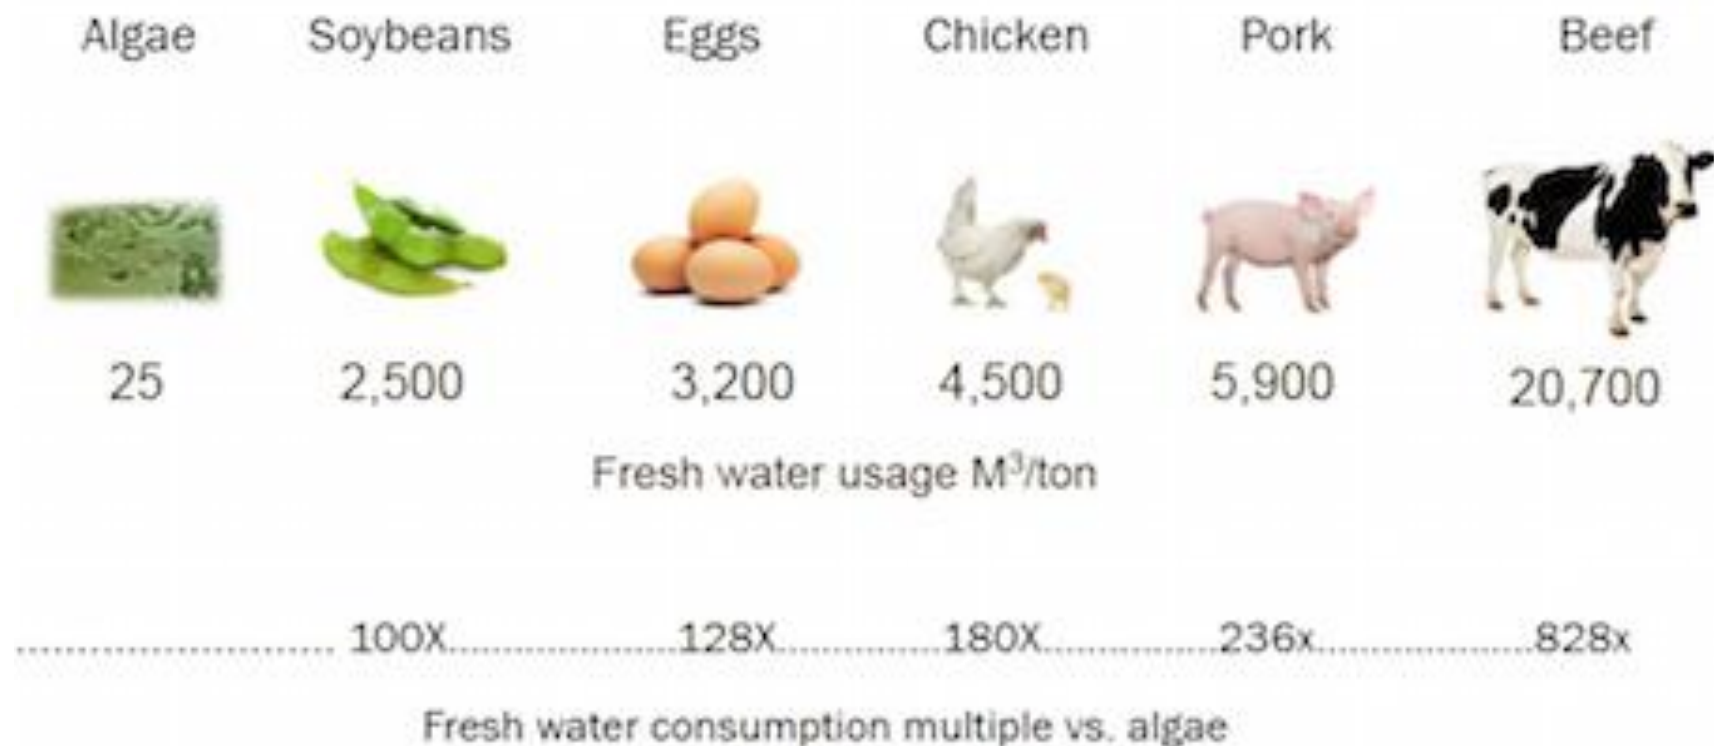 Algae Soybeans Eggs Chicken Pork Beef
25 2,500 3,200 4,500 5,900 20,700
Fresh water usage M³/ton
100X 128X 180X 236x 828x
Fresh water consumption multiple vs. algae